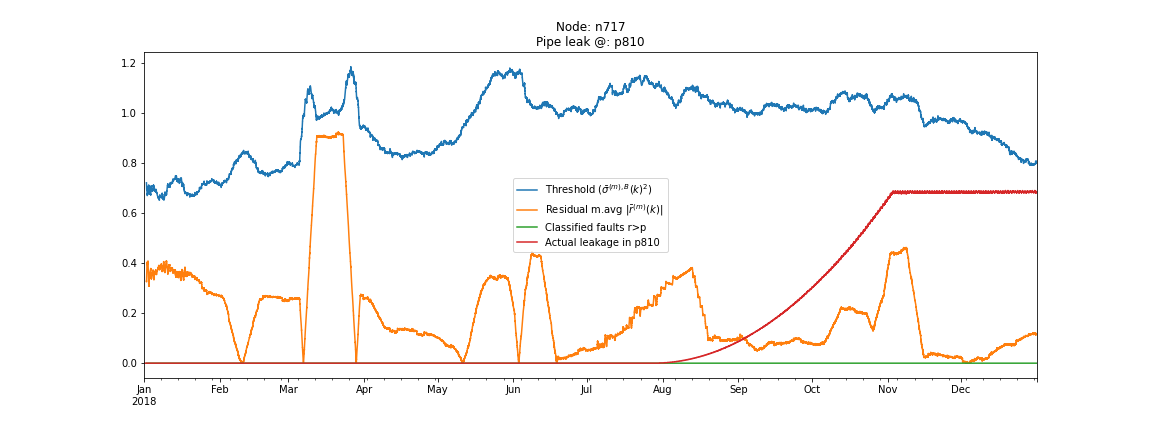 Node: n717
Pipe leak @: p810
1.2
1.0
0.8
0.6
0.4
0.2
0.0
Threshold (σ̄⁽ᵐ⁾,ᴮ(k)²)
Residual m.avg |r̄⁽ᵐ⁾(k)|
Classified faults r>p
Actual leakage in p810
Jan Feb Mar Apr May Jun Jul Aug Sep Oct Nov Dec
2018